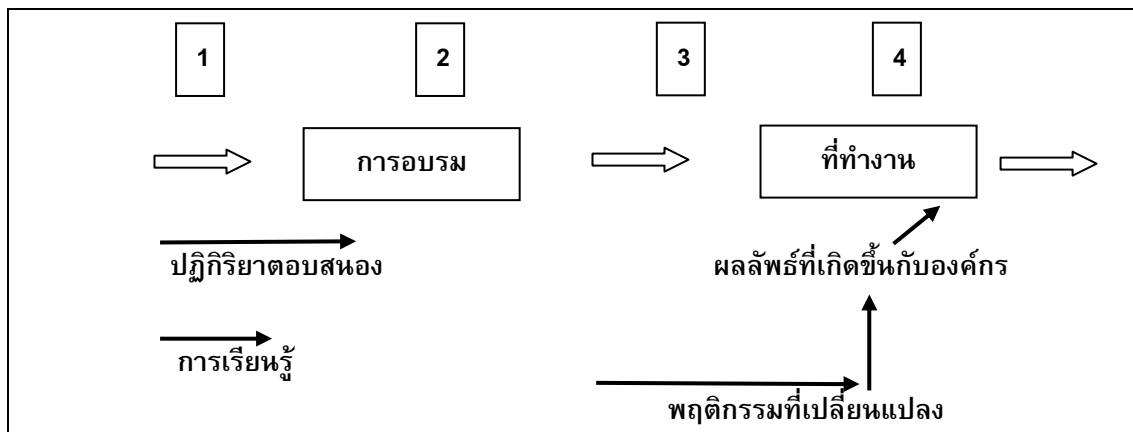 1 2 3 4
การอบรม ที่ทำงาน
ปฏิกิริยาตอบสนอง ผลลัพธ์ที่เกิดขึ้นกับองค์กร
การเรียนรู้
พฤติกรรมที่เปลี่ยนแปลง